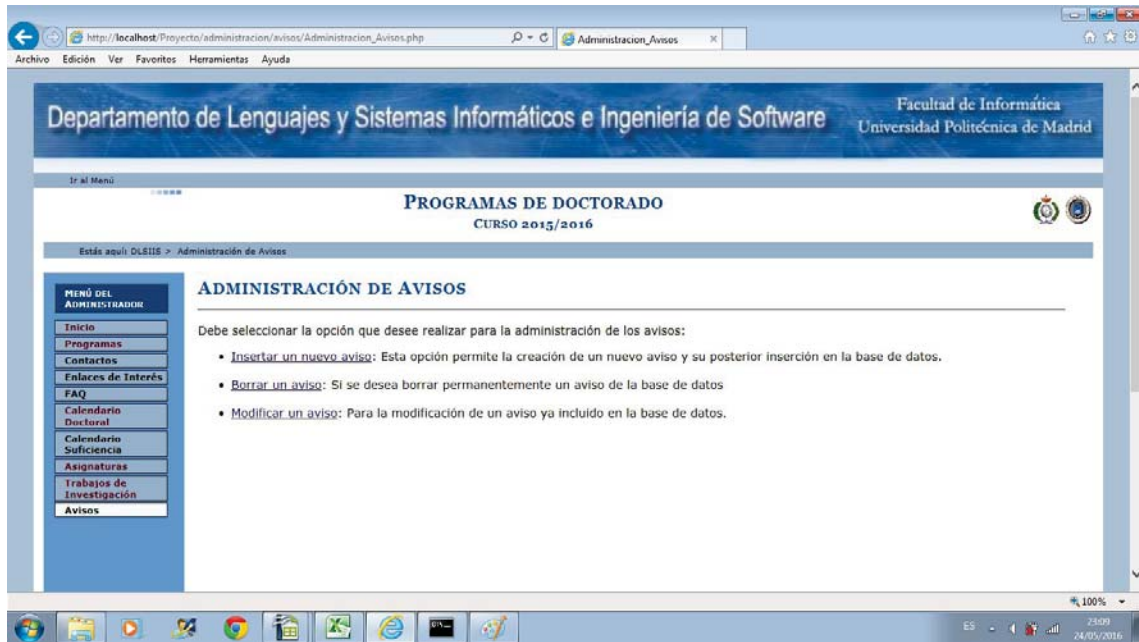 http://localhost/Proyecto/administracion/avisos/Administracion_Avisos.php
Administracion_Avisos
Archivo Edición Ver Favoritos Herramientas Ayuda
Departamento de Lenguajes y Sistemas Informáticos e Ingeniería de Software
Facultad de Informática
Universidad Politécnica de Madrid
Ir al Menú
PROGRAMAS DE DOCTORADO
CURSO 2015/2016
Estás aquí: DLSIIS > Administración de Avisos
MENÚ DEL
ADMINISTRADOR
Inicio
Programas
Contactos
Enlaces de Interés
FAQ
Calendario
Doctoral
Calendario
Suficiencia
Asignaturas
Trabajos de
Investigación
Avisos
ADMINISTRACIÓN DE AVISOS
Debe seleccionar la opción que desee realizar para la administración de los avisos:
• Insertar un nuevo aviso: Esta opción permite la creación de un nuevo aviso y su posterior inserción en la base de datos.
• Borrar un aviso: Si se desea borrar permanentemente un aviso de la base de datos
• Modificar un aviso: Para la modificación de un aviso ya incluido en la base de datos.
100%
ES
23:09
24/05/2016